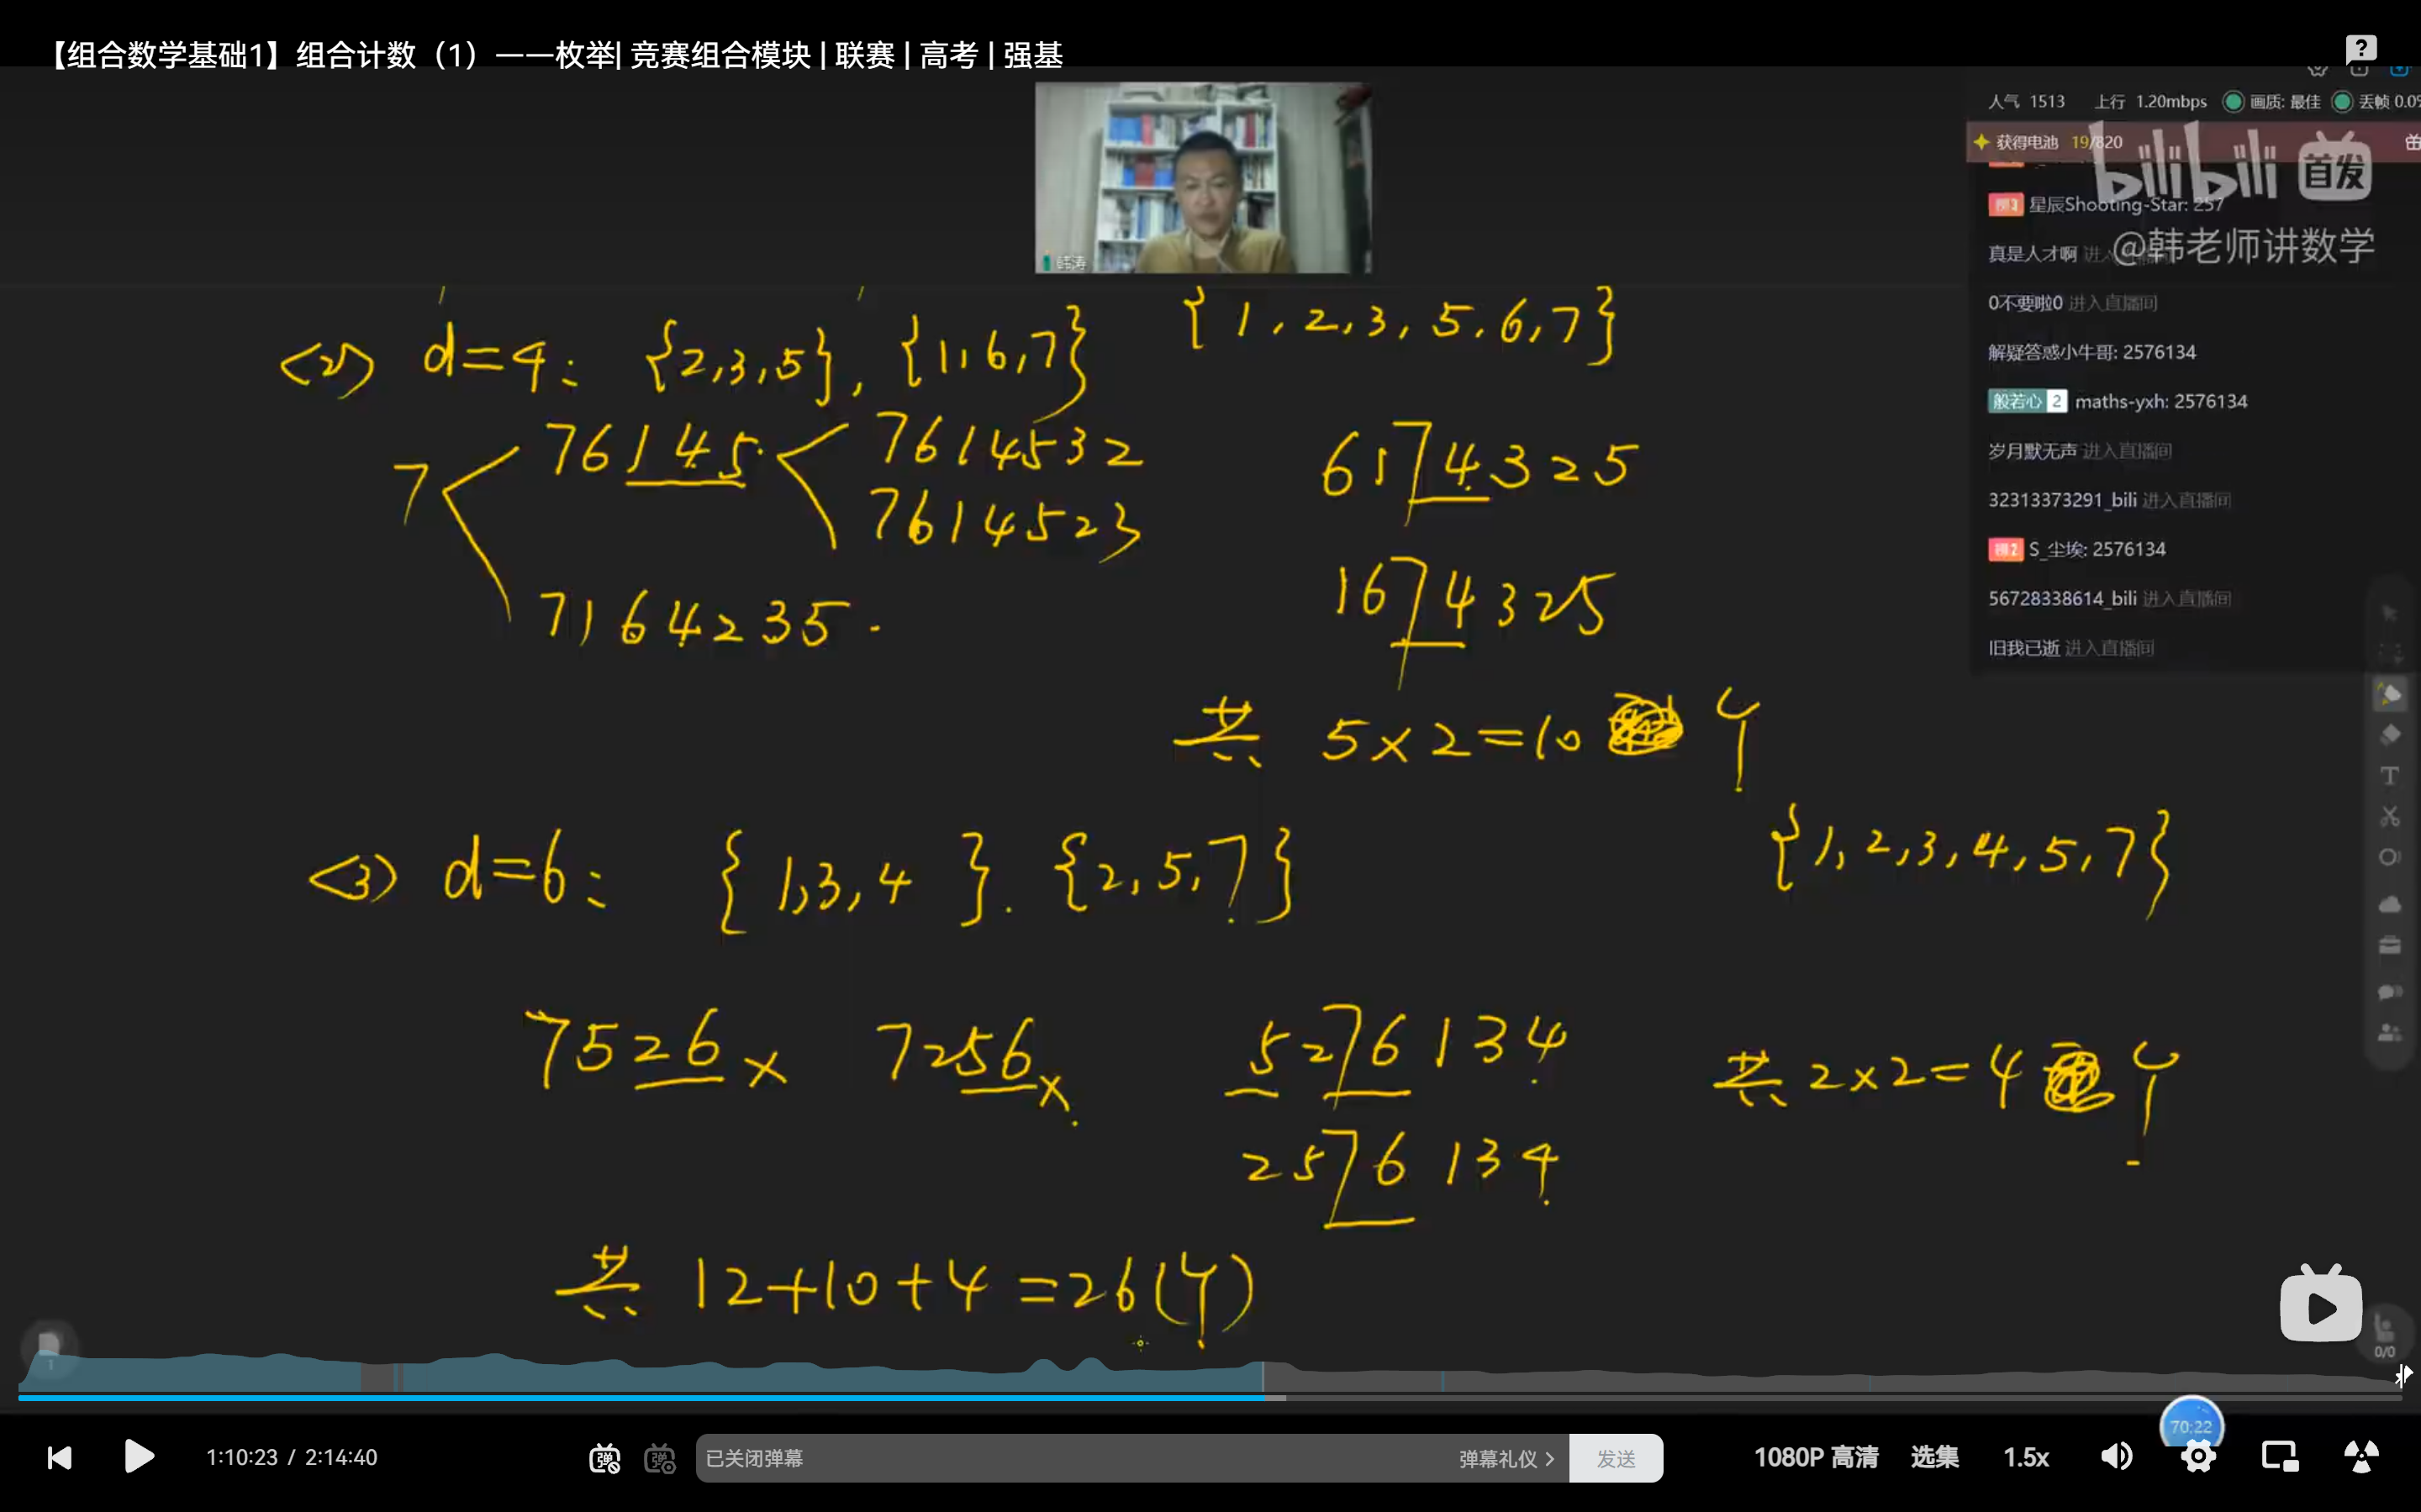 【组合数学基础1】组合计数（1）——枚举| 竞赛组合模块 | 联赛 | 高考 | 强基
人气 1513 上行 1.20mbps 画质: 最佳 丢帧 0.0%
获得电池 19/820
bilibili 首发
星辰Shooting-Star: 257
@韩老师讲数学
真是人才啊
0不要啦0 进入直播间
解疑答惑小牛哥: 2576134
般若心 2 maths-yxh: 2576134
岁月默无声 进入直播间
32313373291_bili 进入直播间
S_尘埃: 2576134
56728338614_bili 进入直播间
旧我已逝 进入直播间
韩涛
{1,2,3,5,6,7}
<2> d=4: {2,3,5}, {1,6,7}
7
76145
7614532
7614523
7164235
6174325
1674325
共 5×2=10 个
<3> d=6: {1,3,4}. {2,5,7}
{1,2,3,4,5,7}
7526 × 7256 × 5276134
共 2×2=4 个
2576134
共 12+10+4=26(个)
1
0/0
70:22
1:10:23 / 2:14:40
弹
弹
已关闭弹幕
弹幕礼仪 >
发送
1080P 高清
选集
1.5x